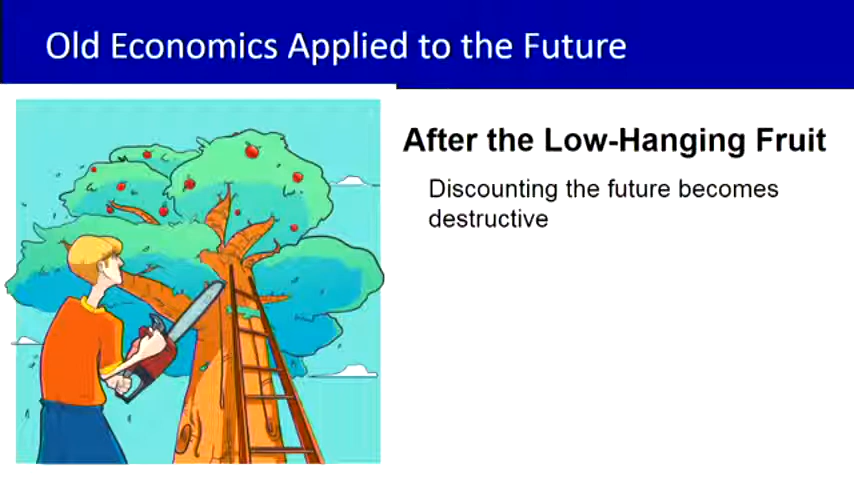 Old Economics Applied to the Future
After the Low-Hanging Fruit
Discounting the future becomes
destructive